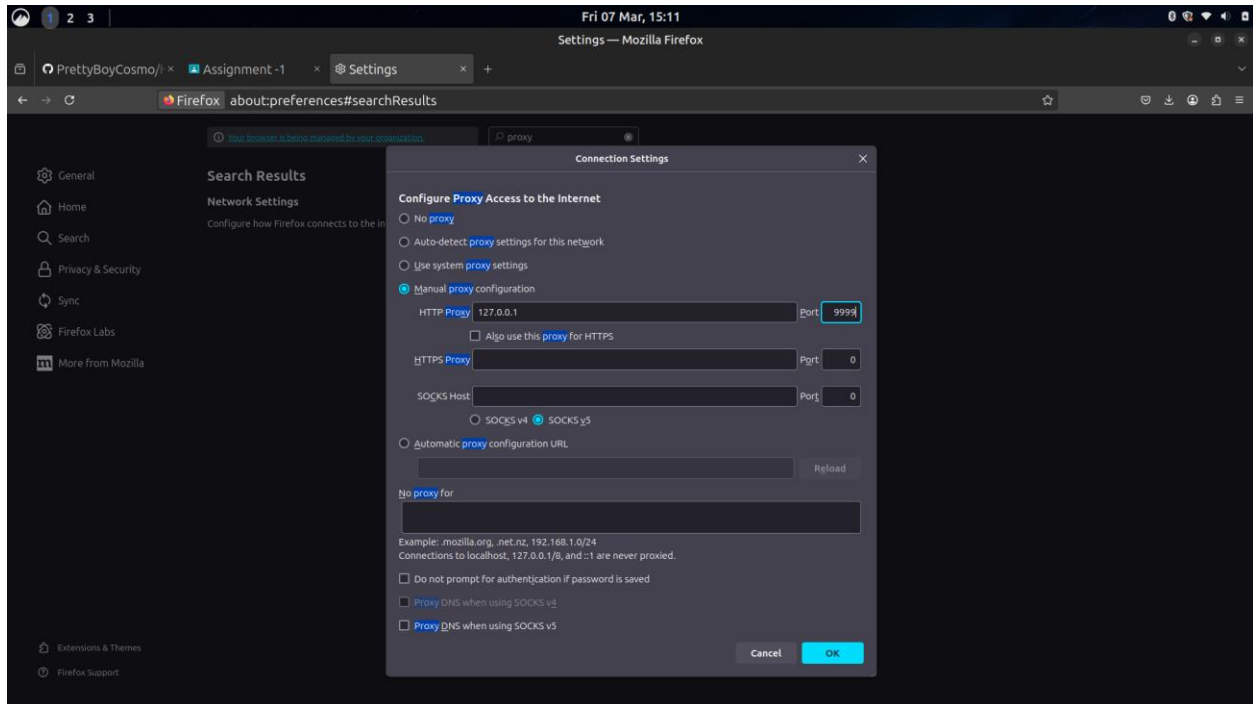 1 2 3
Fri 07 Mar, 15:11
Settings — Mozilla Firefox
PrettyBoyCosmo/
Assignment -1
Settings
Firefox about:preferences#searchResults
Your browser is being managed by your organization.
proxy
General
Home
Search
Privacy & Security
Sync
Firefox Labs
More from Mozilla
Extensions & Themes
Firefox Support
Search Results
Network Settings
Configure how Firefox connects to the in
Connection Settings
Configure Proxy Access to the Internet
No proxy
Auto-detect proxy settings for this network
Use system proxy settings
Manual proxy configuration
HTTP Proxy 127.0.0.1 Port 9999
Also use this proxy for HTTPS
HTTPS Proxy Port 0
SOCKS Host Port 0
SOCKS v4 SOCKS v5
Automatic proxy configuration URL
Reload
No proxy for
Example: .mozilla.org, .net.nz, 192.168.1.0/24
Connections to localhost, 127.0.0.1/8, and ::1 are never proxied.
Do not prompt for authentication if password is saved
Proxy DNS when using SOCKS v4
Proxy DNS when using SOCKS v5
Cancel OK